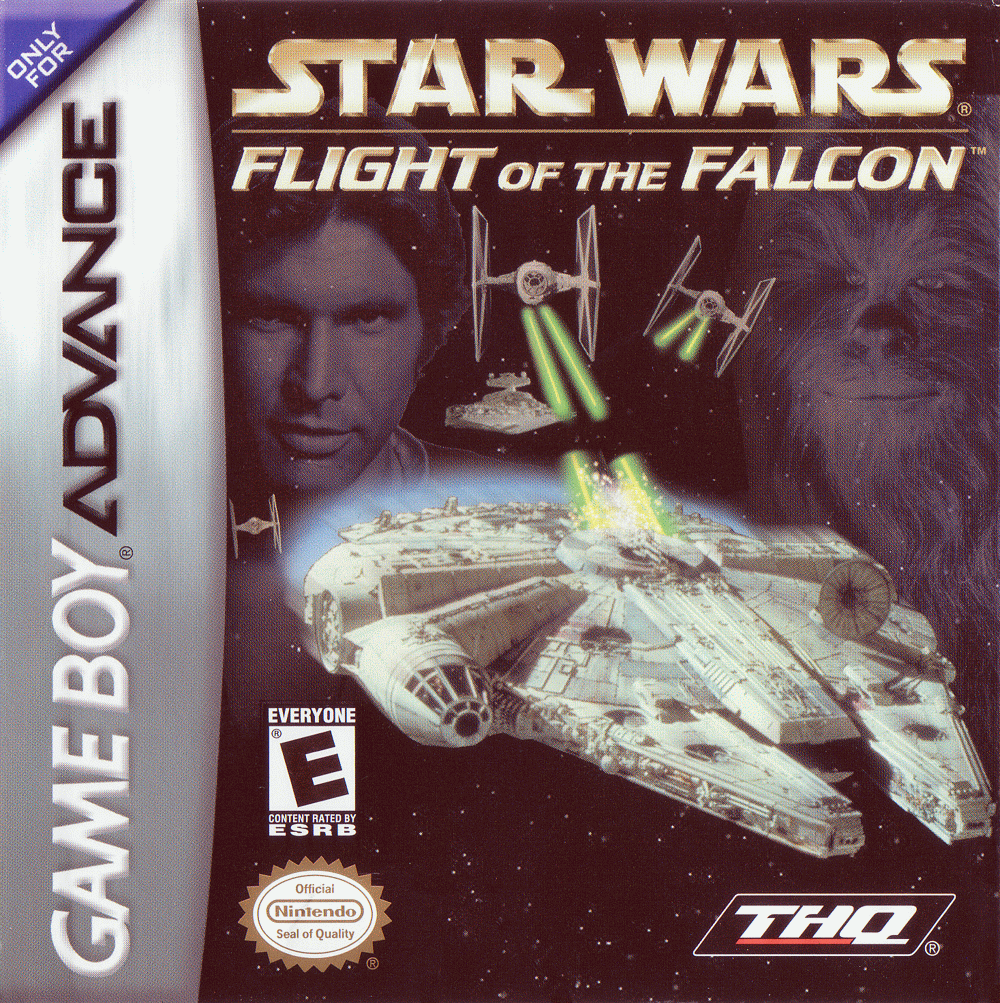 ONLY
FOR
GAME BOY ADVANCE®
STAR WARS®
FLIGHT OF THE FALCON™
EVERYONE
®
E
CONTENT RATED BY
ESRB
Official
Nintendo
Seal of Quality
®
THQ®